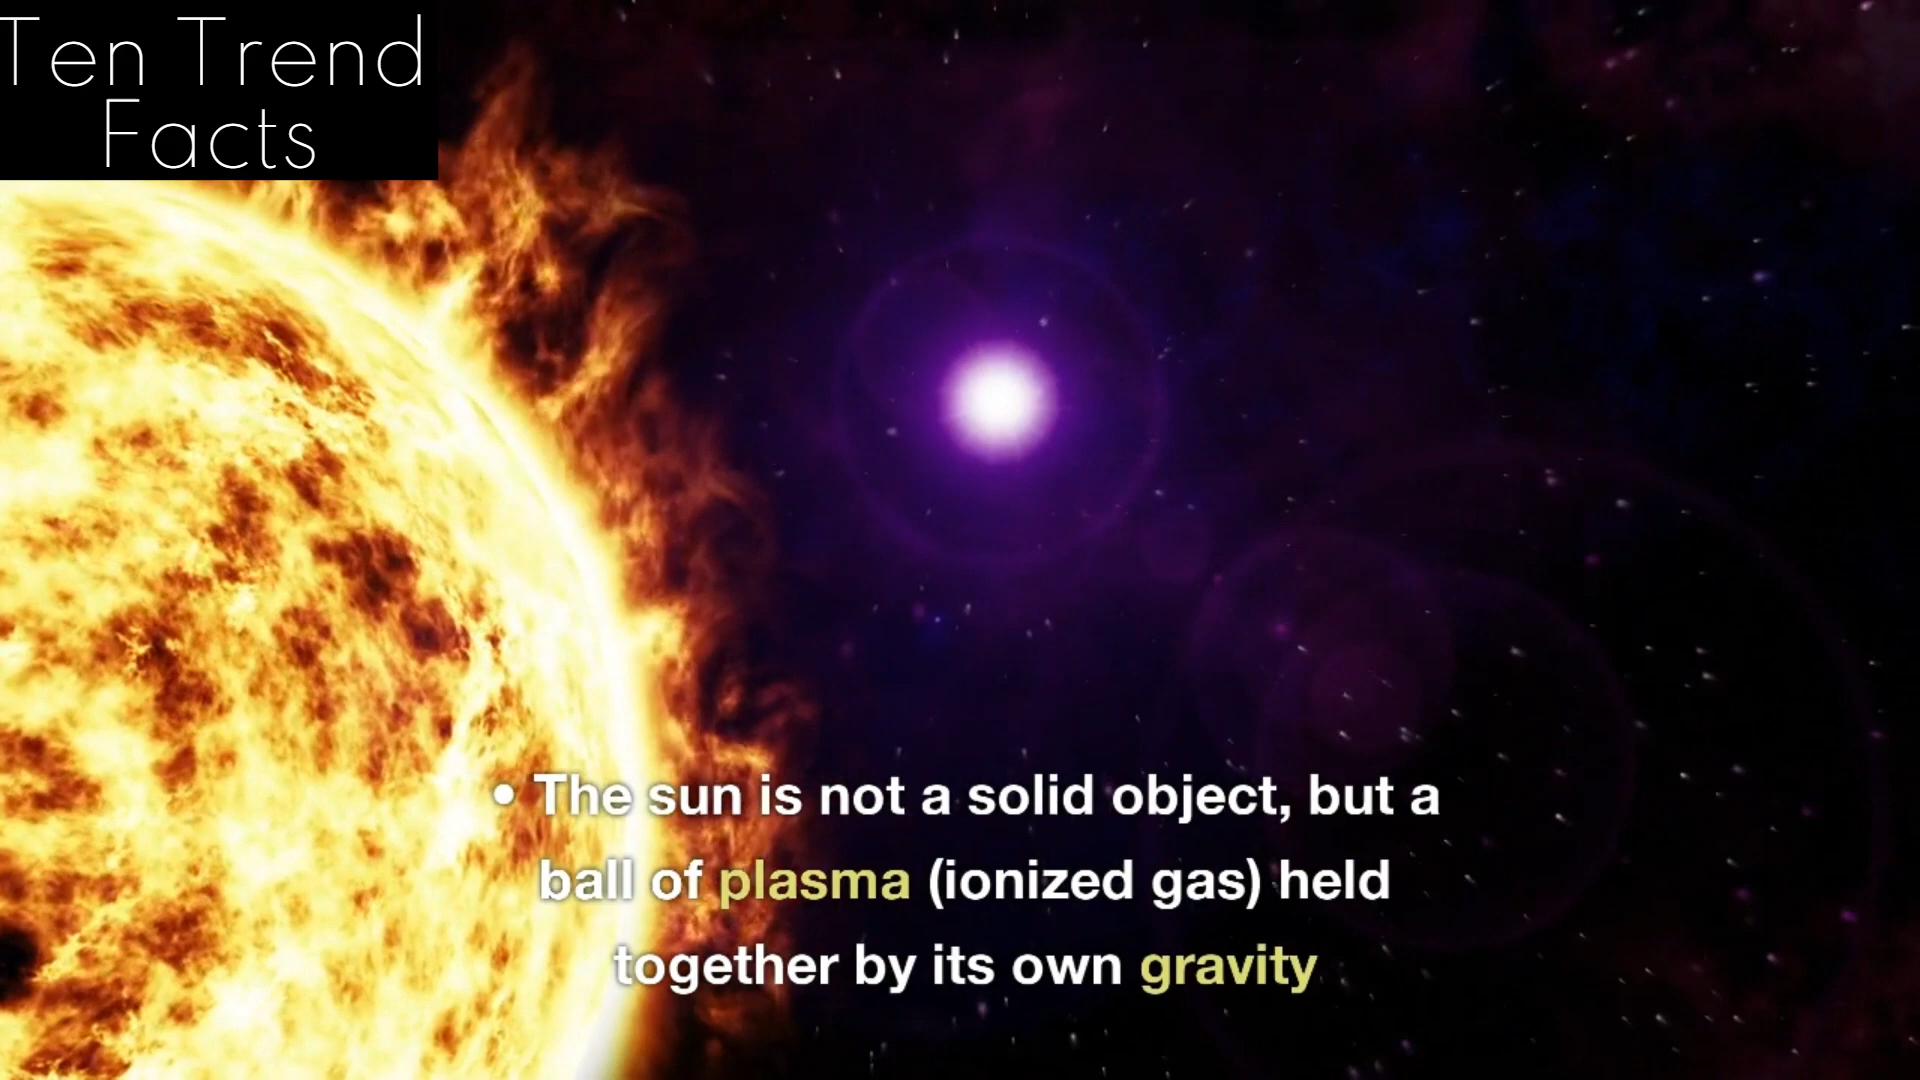 Ten Trend
Facts
• The sun is not a solid object, but a
ball of plasma (ionized gas) held
together by its own gravity